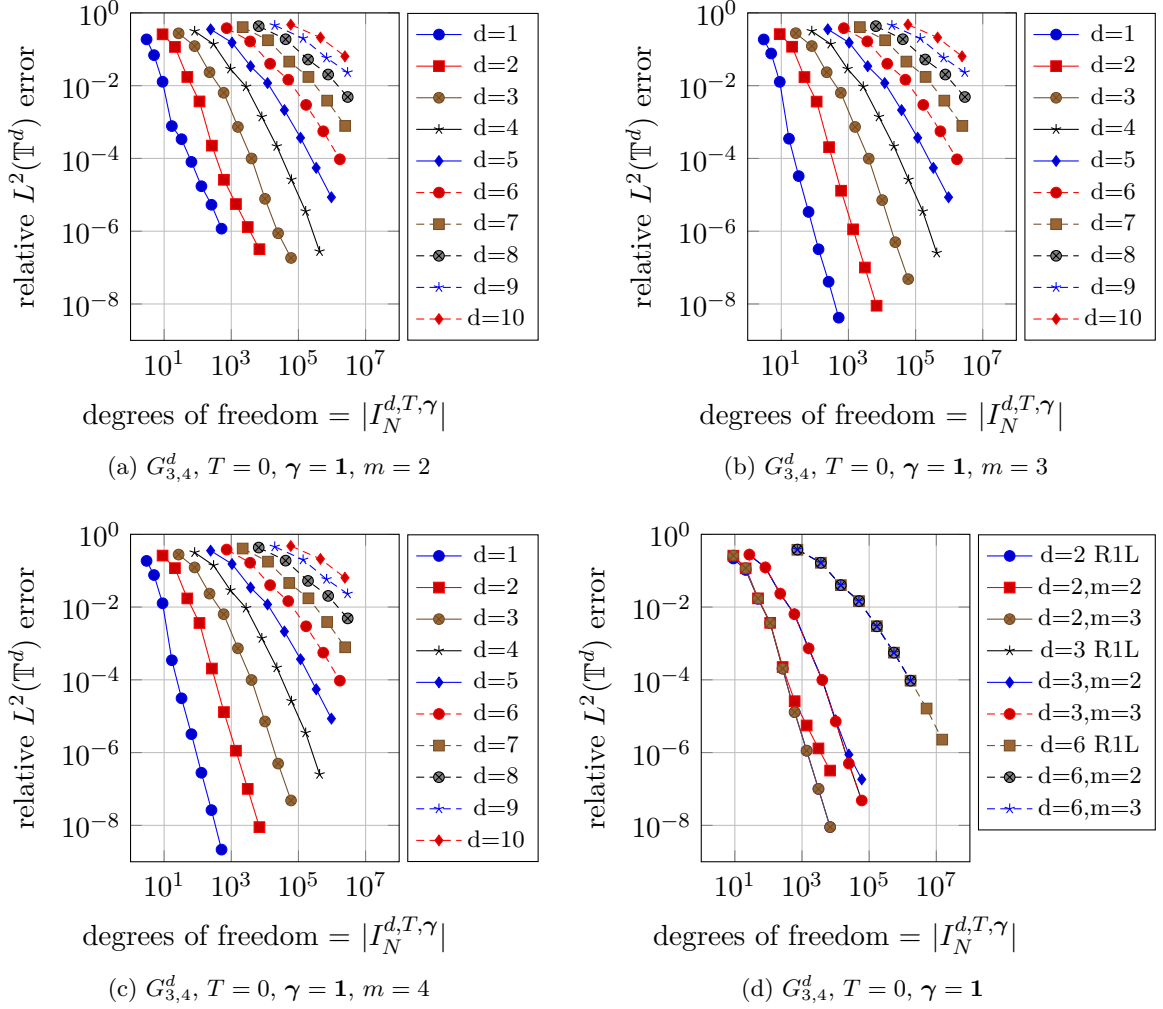 10^0
10^-2
10^-4
10^-6
10^-8
10^1 10^3 10^5 10^7
relative L^2(𝕋^d) error
degrees of freedom = |I_N^{d,T,γ}|
d=1
d=2
d=3
d=4
d=5
d=6
d=7
d=8
d=9
d=10
(a) G^d_{3,4}, T = 0, γ = 1, m = 2
10^0
10^-2
10^-4
10^-6
10^-8
10^1 10^3 10^5 10^7
relative L^2(𝕋^d) error
degrees of freedom = |I_N^{d,T,γ}|
d=1
d=2
d=3
d=4
d=5
d=6
d=7
d=8
d=9
d=10
(b) G^d_{3,4}, T = 0, γ = 1, m = 3
10^0
10^-2
10^-4
10^-6
10^-8
10^1 10^3 10^5 10^7
relative L^2(𝕋^d) error
degrees of freedom = |I_N^{d,T,γ}|
d=1
d=2
d=3
d=4
d=5
d=6
d=7
d=8
d=9
d=10
(c) G^d_{3,4}, T = 0, γ = 1, m = 4
10^0
10^-2
10^-4
10^-6
10^-8
10^1 10^3 10^5 10^7
relative L^2(𝕋^d) error
degrees of freedom = |I_N^{d,T,γ}|
d=2 R1L
d=2,m=2
d=2,m=3
d=3 R1L
d=3,m=2
d=3,m=3
d=6 R1L
d=6,m=2
d=6,m=3
(d) G^d_{3,4}, T = 0, γ = 1